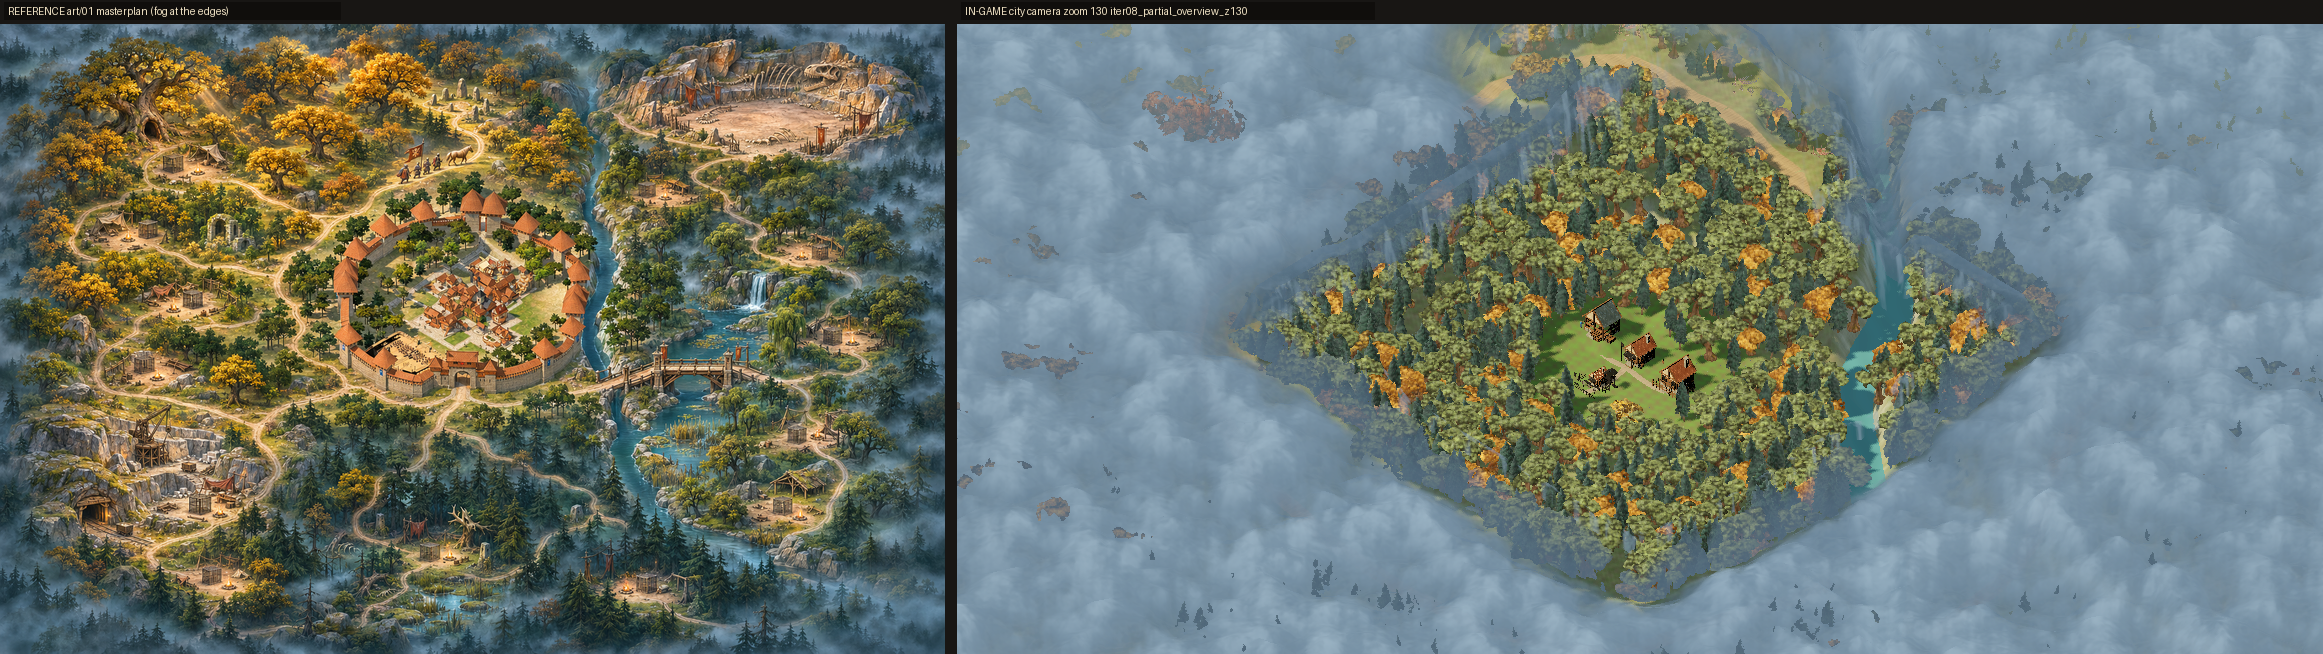 REFERENCE art/01 masterplan (fog at the edges)
IN-GAME city camera zoom 130 iter08_partial_overview_z130